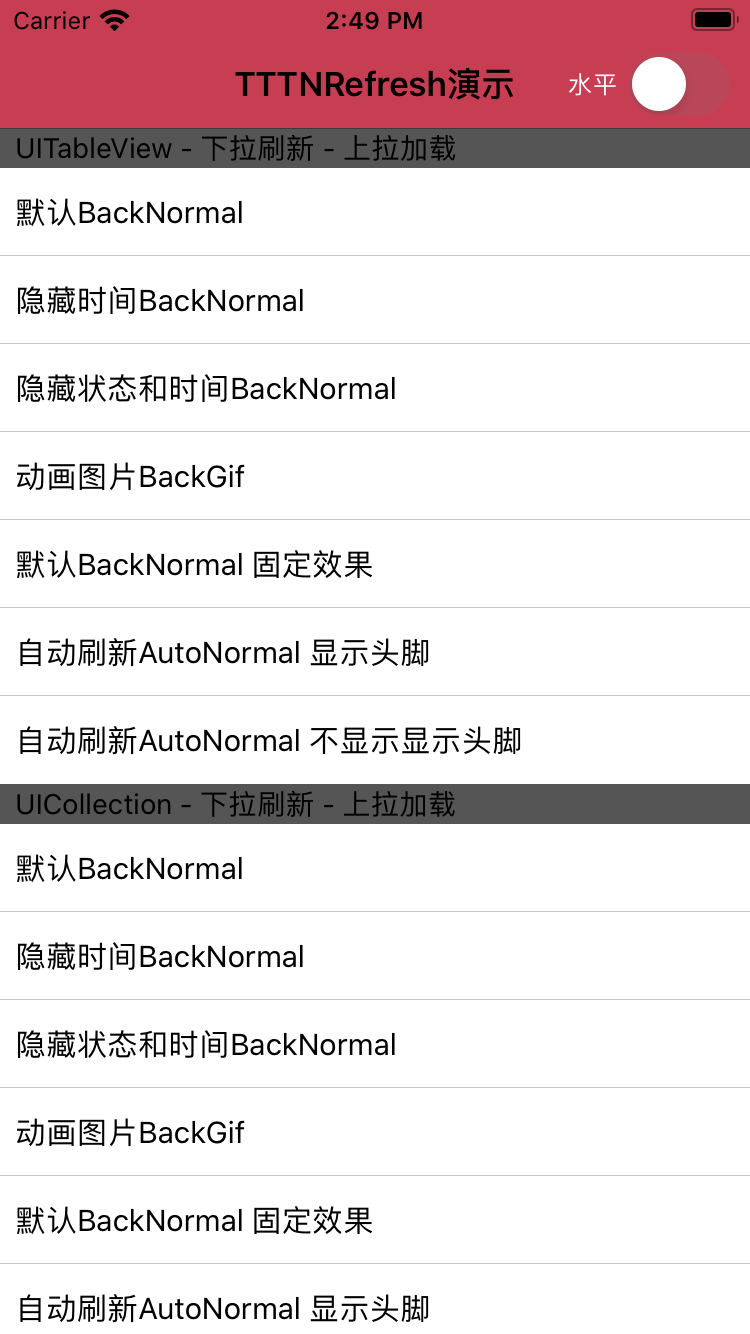 Carrier 2:49 PM
TTTNRefresh演示 水平
UITableView - 下拉刷新 - 上拉加载
默认BackNormal
隐藏时间BackNormal
隐藏状态和时间BackNormal
动画图片BackGif
默认BackNormal 固定效果
自动刷新AutoNormal 显示头脚
自动刷新AutoNormal 不显示显示头脚
UICollection - 下拉刷新 - 上拉加载
默认BackNormal
隐藏时间BackNormal
隐藏状态和时间BackNormal
动画图片BackGif
默认BackNormal 固定效果
自动刷新AutoNormal 显示头脚